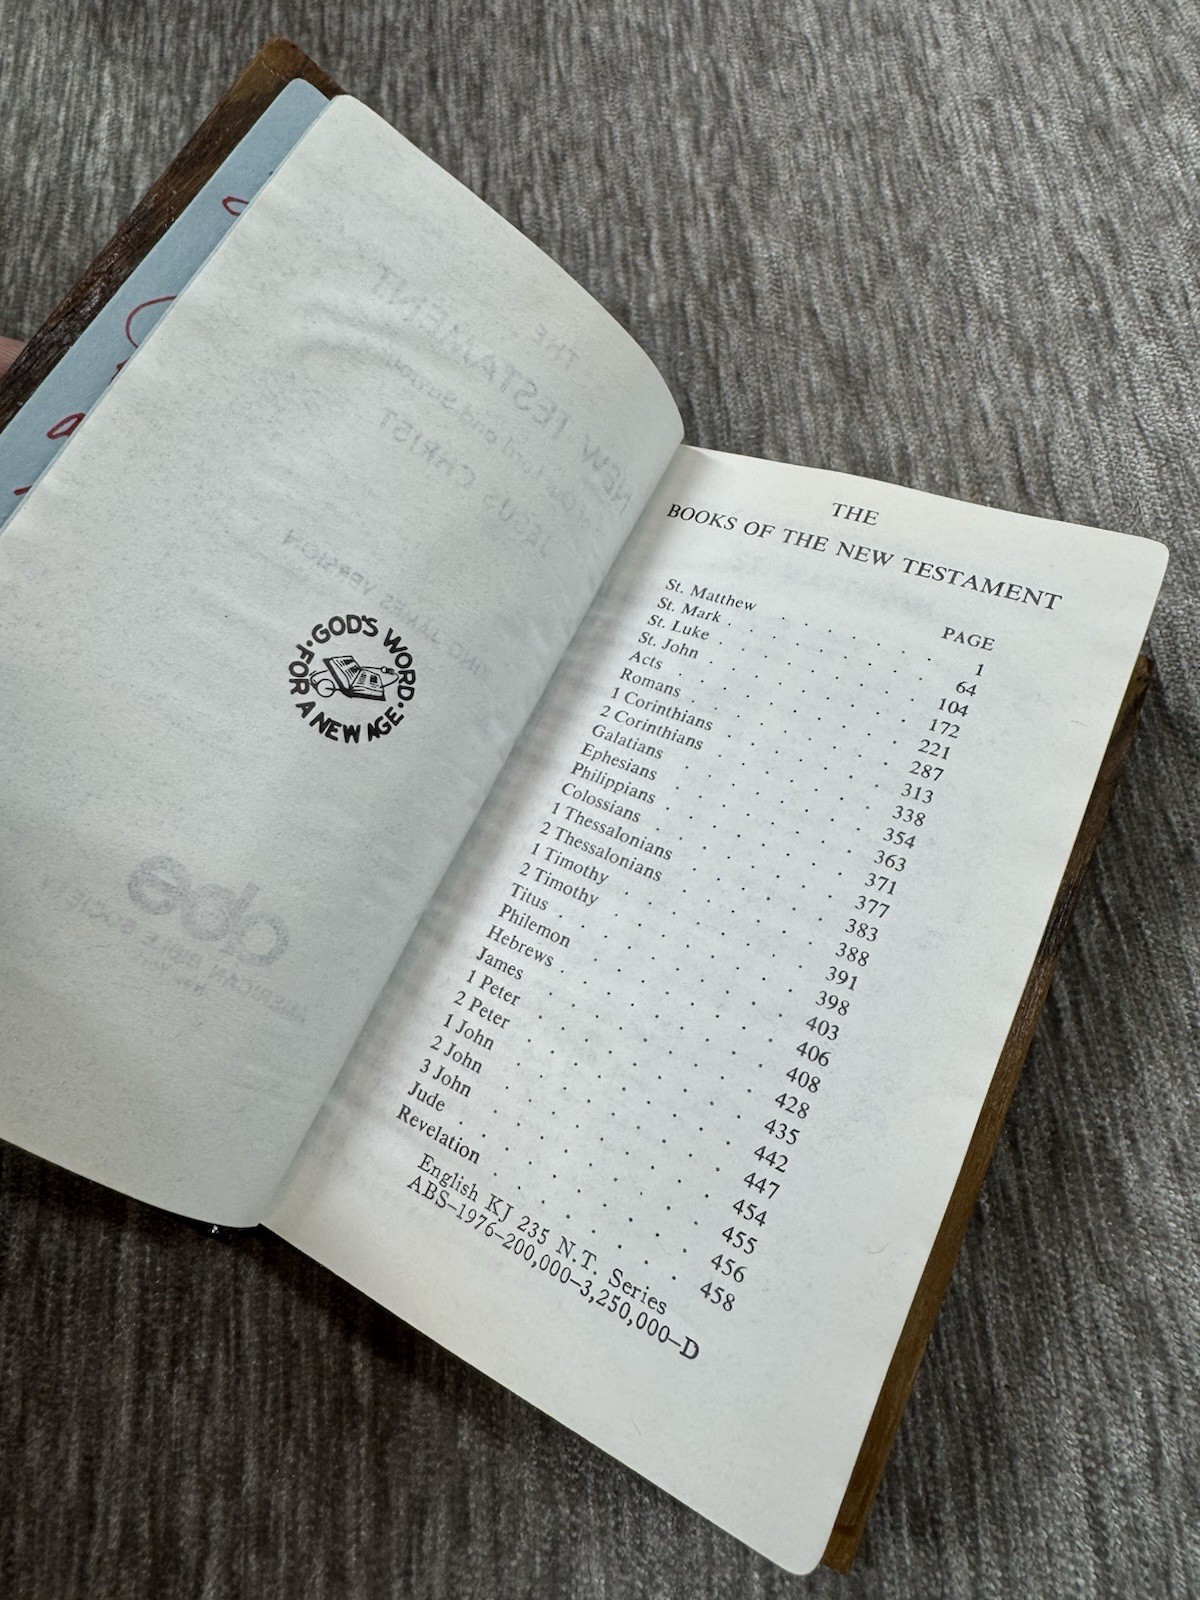 GOD'S WORD
FOR A NEW AGE
THE
BOOKS OF THE NEW TESTAMENT
PAGE
St. Matthew . . . . . . . 1
St. Mark . . . . . . . 64
St. Luke . . . . . . . 104
St. John . . . . . . . 172
Acts . . . . . . . 221
Romans . . . . . . . 287
1 Corinthians . . . . . . . 313
2 Corinthians . . . . . . . 338
Galatians . . . . . . . 354
Ephesians . . . . . . . 363
Philippians . . . . . . . 371
Colossians . . . . . . . 377
1 Thessalonians . . . . . . . 383
2 Thessalonians . . . . . . . 388
1 Timothy . . . . . . . 391
2 Timothy . . . . . . . 398
Titus . . . . . . . 403
Philemon . . . . . . . 406
Hebrews . . . . . . . 408
James . . . . . . . 428
1 Peter . . . . . . . 435
2 Peter . . . . . . . 442
1 John . . . . . . . 447
2 John . . . . . . . 454
3 John . . . . . . . 455
Jude . . . . . . . 456
Revelation . . . . . . . 458
English KJ 235 N.T. Series
ABS–1976–200,000–3,250,000–D